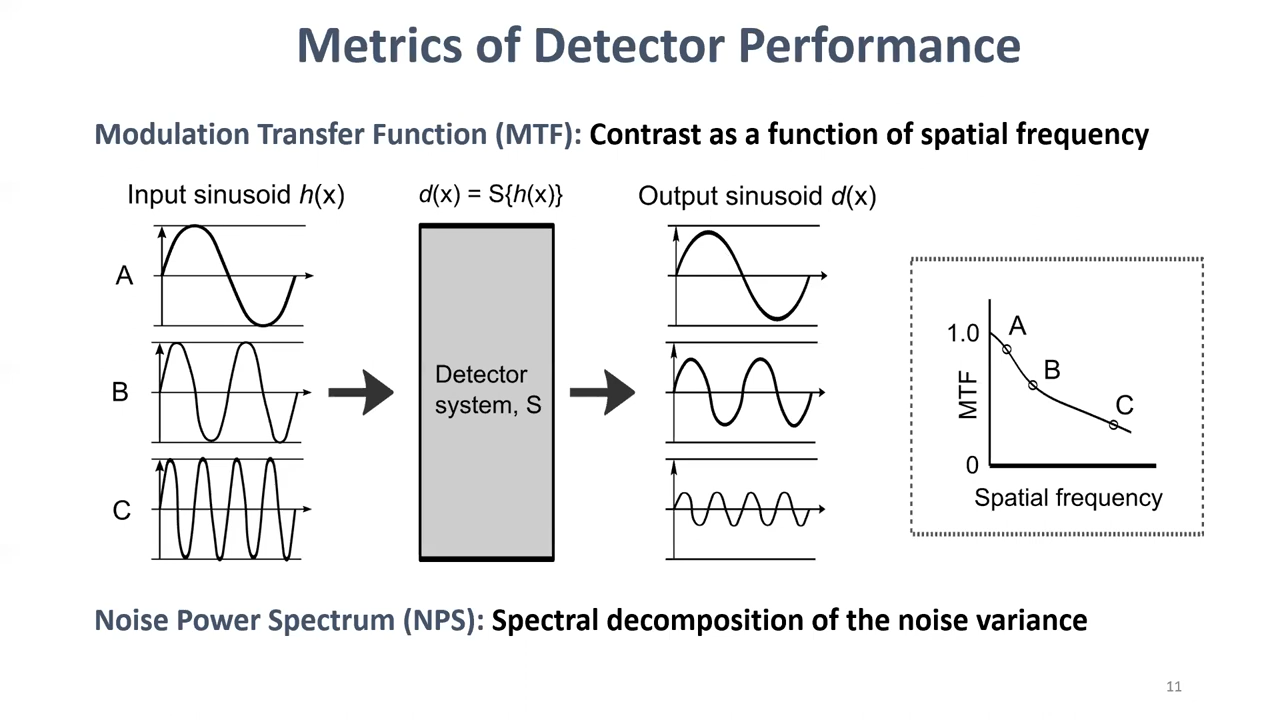 Metrics of Detector Performance
Modulation Transfer Function (MTF): Contrast as a function of spatial frequency
Input sinusoid h(x)
d(x) = S{h(x)}
Output sinusoid d(x)
A
B
C
Detector
system, S
1.0
A
B
C
MTF
0
Spatial frequency
Noise Power Spectrum (NPS): Spectral decomposition of the noise variance
11